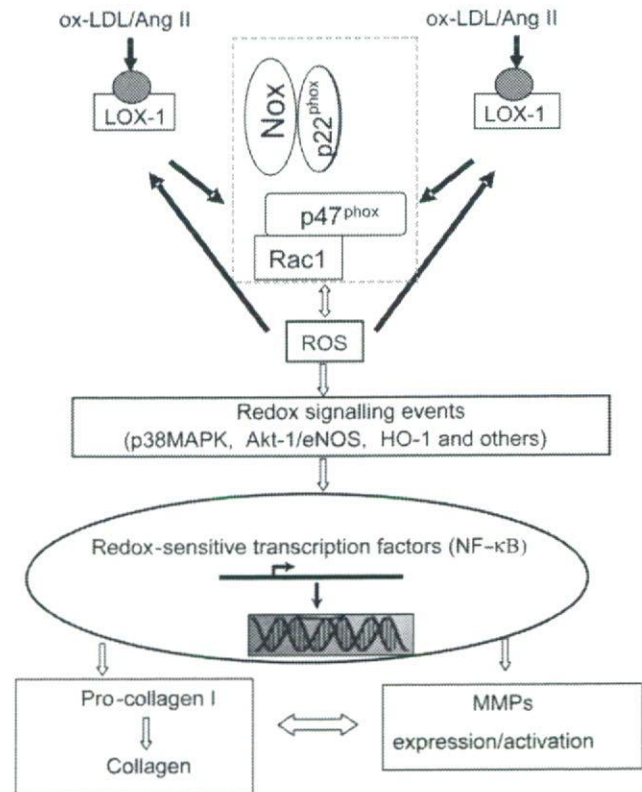 ox-LDL/Ang II
ox-LDL/Ang II
LOX-1
LOX-1
Nox
p22phox
p47phox
Rac1
ROS
Redox signalling events
(p38MAPK, Akt-1/eNOS, HO-1 and others)
Redox-sensitive transcription factors (NF-κB)
Pro-collagen I
Collagen
MMPs
expression/activation